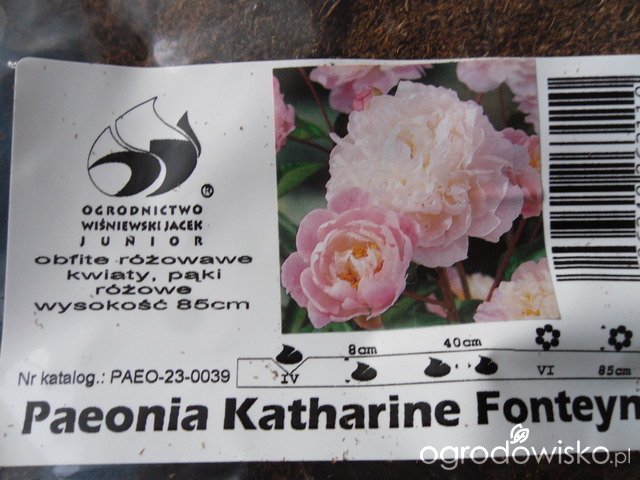 ®
OGRODNICTWO
WIŚNIEWSKI JACEK
JUNIOR
obfite różowawe
kwiaty, pąki
różowe
wysokość 85cm
8cm 40cm
Nr katalog.: PAEO-23-0039
IV VI 85cm
Paeonia Katharine Fonteyn
ogrodowisko.pl